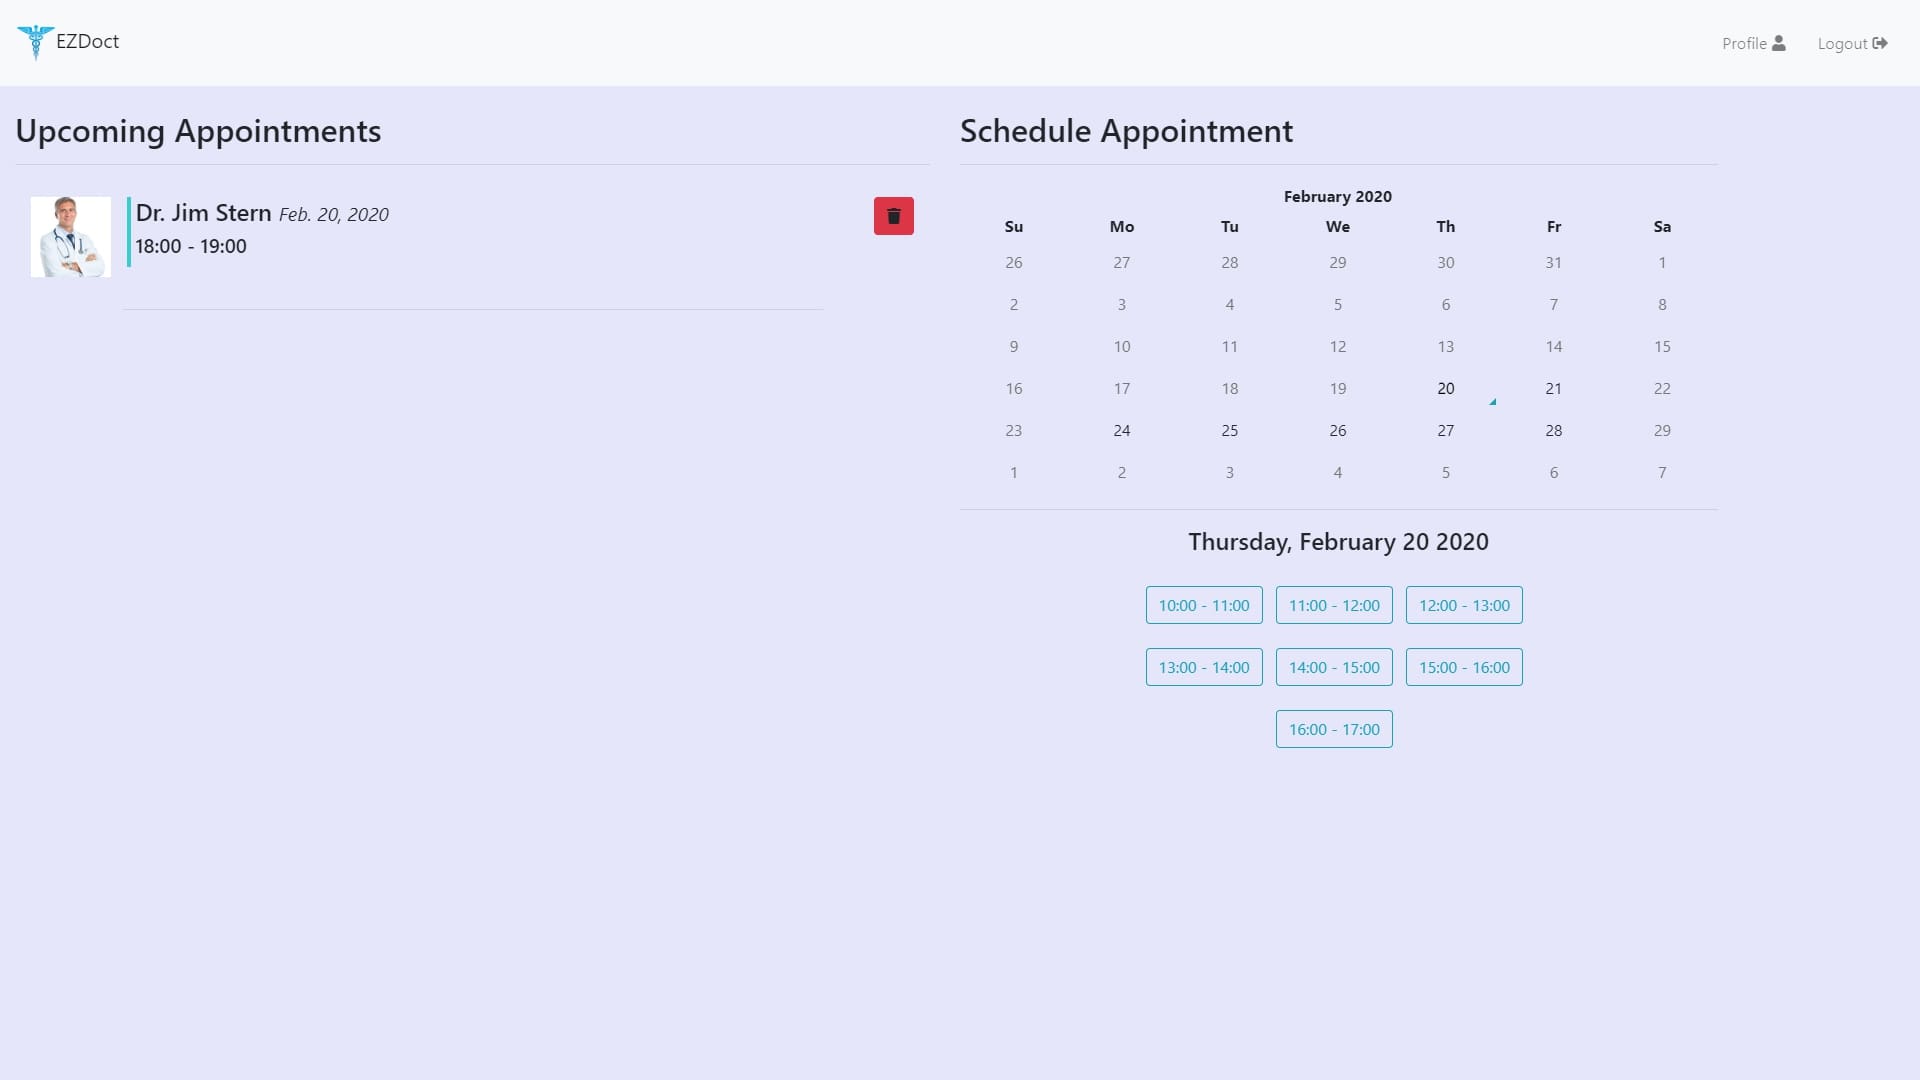 EZDoct
Profile
Logout
Upcoming Appointments
Dr. Jim Stern Feb. 20, 2020
18:00 - 19:00
Schedule Appointment
February 2020
Su Mo Tu We Th Fr Sa
26 27 28 29 30 31 1
2 3 4 5 6 7 8
9 10 11 12 13 14 15
16 17 18 19 20 21 22
23 24 25 26 27 28 29
1 2 3 4 5 6 7
Thursday, February 20 2020
10:00 - 11:00 11:00 - 12:00 12:00 - 13:00
13:00 - 14:00 14:00 - 15:00 15:00 - 16:00
16:00 - 17:00